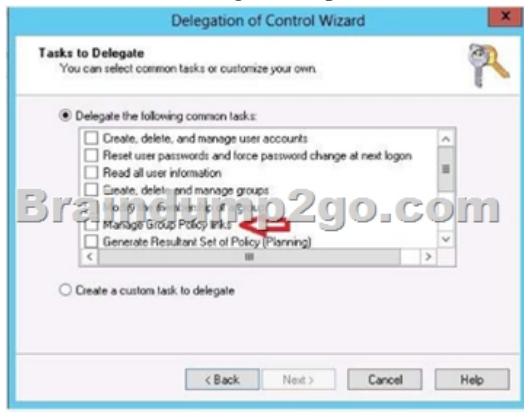 Delegation of Control Wizard
x
Tasks to Delegate
You can select common tasks or customize your own.
Delegate the following common tasks:
Create, delete, and manage user accounts
Reset user passwords and force password change at next logon
Read all user information
Create, delete and manage groups
Braindump2go.com
Manage Group Policy links
Generate Resultant Set of Policy (Planning)
Create a custom task to delegate
< Back
Next >
Cancel
Help